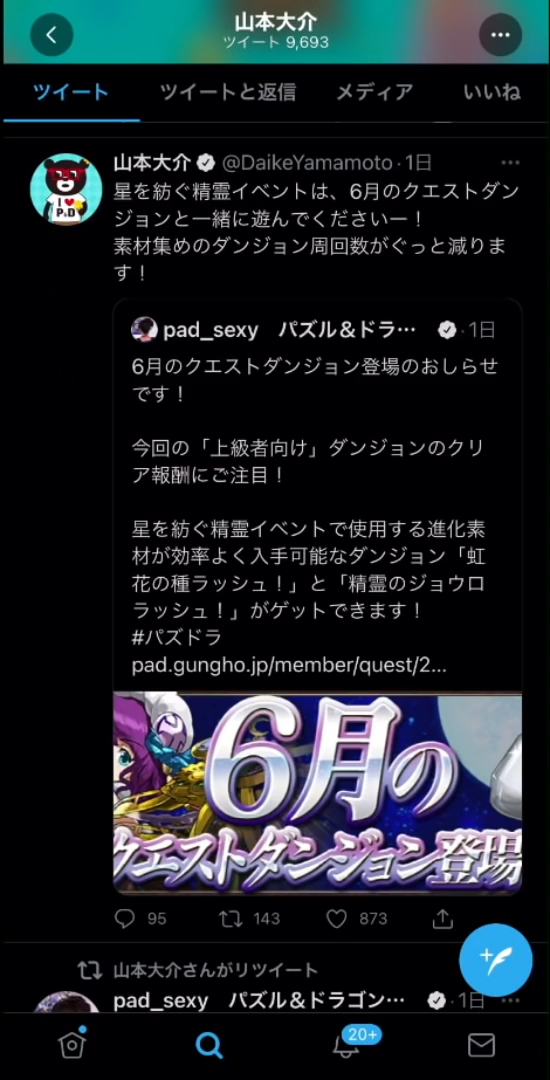 山本大介
ツイート 9,693
ツイート ツイートと返信 メディア いいね
山本大介 @DaikeYamamoto · 1日
星を紡ぐ精霊イベントは、6月のクエストダン
ジョンと一緒に遊んでくださいー！
素材集めのダンジョン周回数がぐっと減りま
す！
I ❤
P&D
pad_sexy パズル＆ドラ… · 1日
6月のクエストダンジョン登場のおしらせ
です！
今回の「上級者向け」ダンジョンのクリ
ア報酬にご注目！
星を紡ぐ精霊イベントで使用する進化素
材が効率よく入手可能なダンジョン「虹
花の種ラッシュ！」と「精霊のジョウロ
ラッシュ！」がゲットできます！
#パズドラ
pad.gungho.jp/member/quest/2...
6月の
クエストダンジョン登場
95 143 873
山本大介さんがリツイート
pad_sexy パズル＆ドラゴン… · 1日
20+